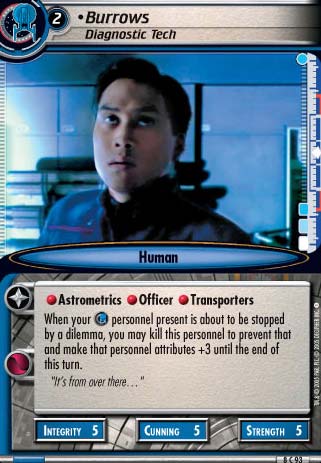 2
•Burrows
Diagnostic Tech
Human
Astrometrics Officer Transporters
When your personnel present is about to be stopped
by a dilemma, you may kill this personnel to prevent that
and make that personnel attributes +3 until the end of
this turn.
"It's from over there..."
INTEGRITY 5 CUNNING 5 STRENGTH 5
8 C 93